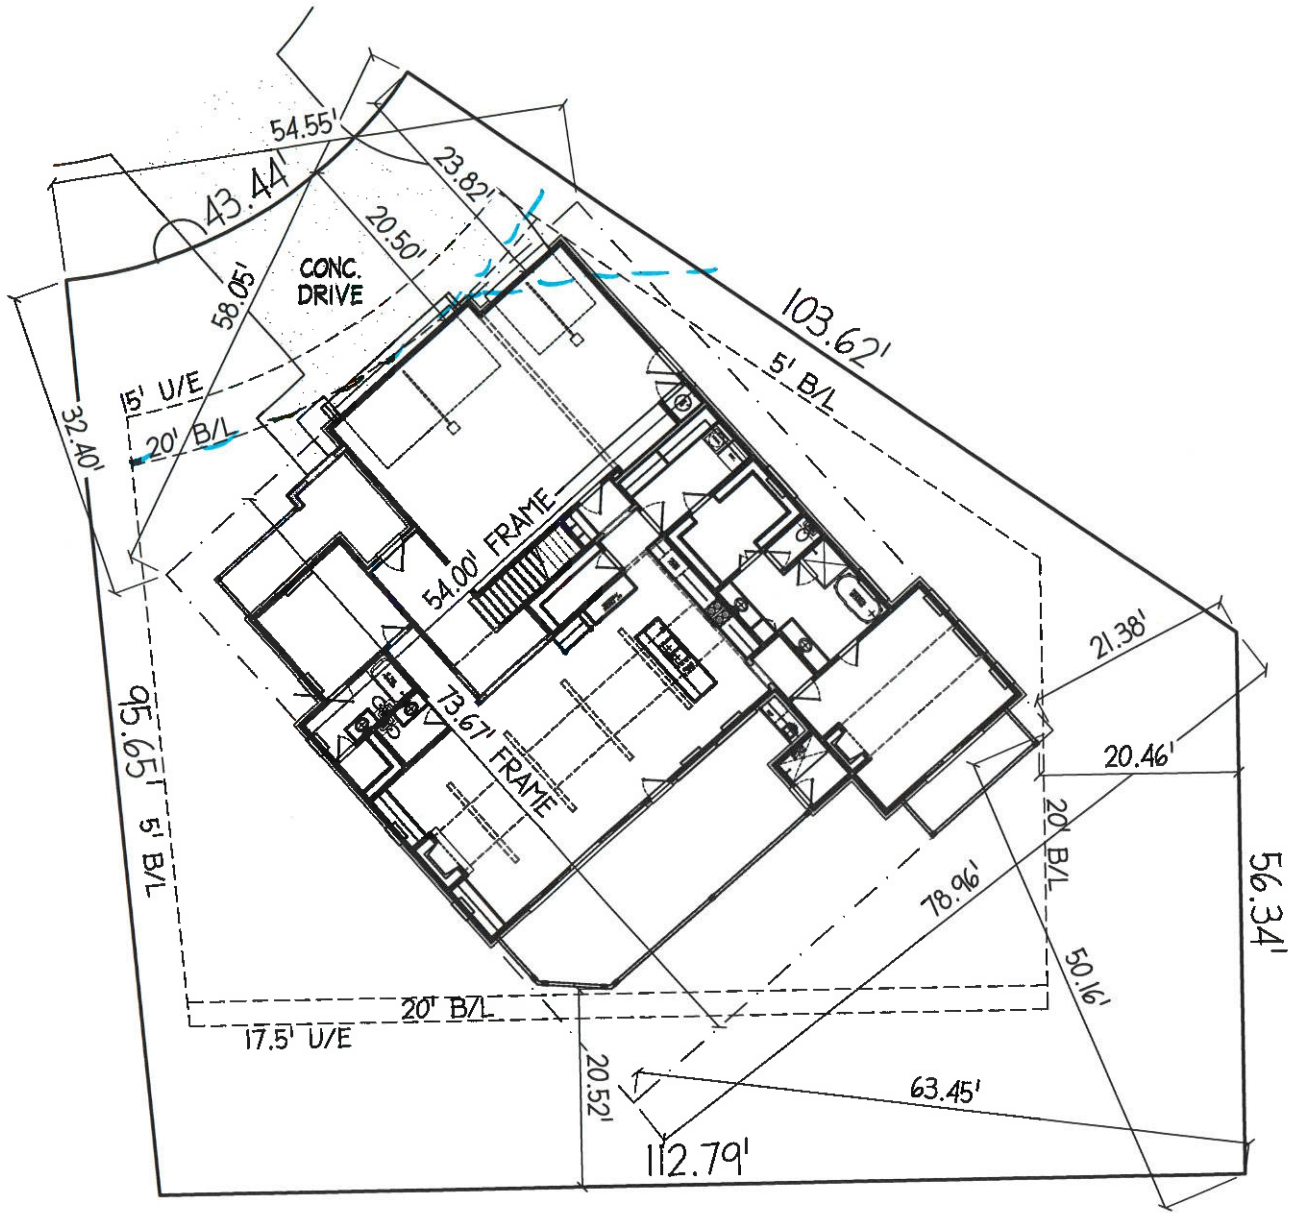 54.55'
43.44'
23.82'
20.50'
CONC.
DRIVE
58.05'
103.62'
5' B/L
15' U/E
20' B/L
32.40'
54.00' FRAME
21.38'
73.67' FRAME
95.65'
5' B/L
20.46'
20' B/L
56.34'
78.96'
50.16'
20' B/L
17.5' U/E
20.52'
63.45'
112.79'